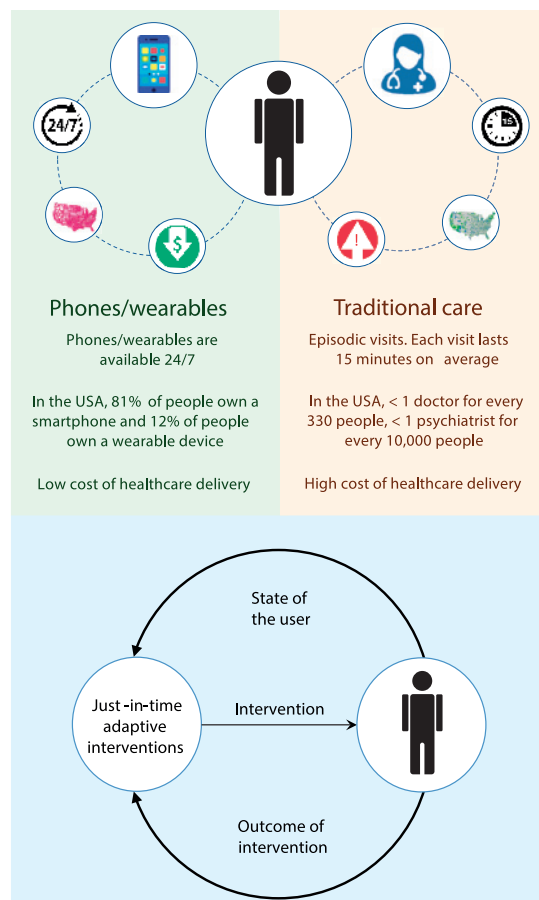 24/7
15
$
!
Phones/wearables
Phones/wearables are
available 24/7
In the USA, 81% of people own a
smartphone and 12% of people
own a wearable device
Low cost of healthcare delivery
Traditional care
Episodic visits. Each visit lasts
15 minutes on average
In the USA, < 1 doctor for every
330 people, < 1 psychiatrist for
every 10,000 people
High cost of healthcare delivery
State of
the user
Just-in-time
adaptive
interventions
Intervention
Outcome of
intervention